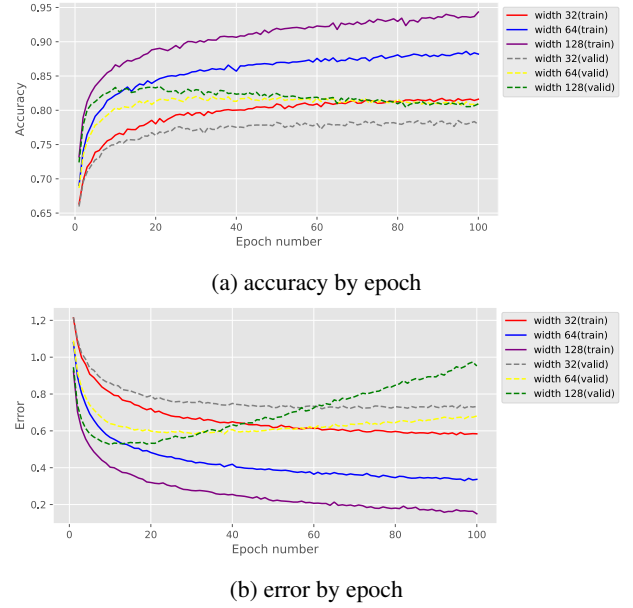 0.95
0.90
0.85
0.80
0.75
0.70
0.65
Accuracy
0 20 40 60 80 100
Epoch number
width 32(train)
width 64(train)
width 128(train)
width 32(valid)
width 64(valid)
width 128(valid)
(a) accuracy by epoch
1.2
1.0
0.8
0.6
0.4
0.2
Error
0 20 40 60 80 100
Epoch number
width 32(train)
width 64(train)
width 128(train)
width 32(valid)
width 64(valid)
width 128(valid)
(b) error by epoch